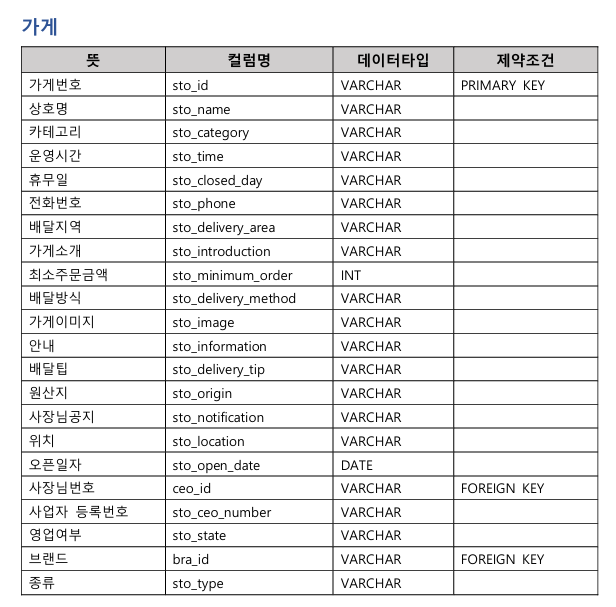 가게
뜻 컬럼명 데이터타입 제약조건
가게번호 sto_id VARCHAR PRIMARY KEY
상호명 sto_name VARCHAR
카테고리 sto_category VARCHAR
운영시간 sto_time VARCHAR
휴무일 sto_closed_day VARCHAR
전화번호 sto_phone VARCHAR
배달지역 sto_delivery_area VARCHAR
가게소개 sto_introduction VARCHAR
최소주문금액 sto_minimum_order INT
배달방식 sto_delivery_method VARCHAR
가게이미지 sto_image VARCHAR
안내 sto_information VARCHAR
배달팁 sto_delivery_tip VARCHAR
원산지 sto_origin VARCHAR
사장님공지 sto_notification VARCHAR
위치 sto_location VARCHAR
오픈일자 sto_open_date DATE
사장님번호 ceo_id VARCHAR FOREIGN KEY
사업자 등록번호 sto_ceo_number VARCHAR
영업여부 sto_state VARCHAR
브랜드 bra_id VARCHAR FOREIGN KEY
종류 sto_type VARCHAR